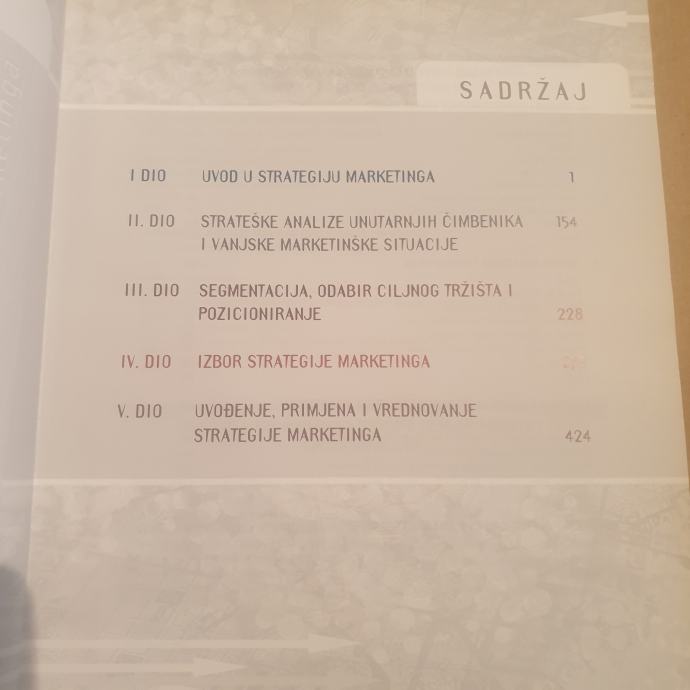 SADRŽAJ
I DIO UVOD U STRATEGIJU MARKETINGA 1
II. DIO STRATEŠKE ANALIZE UNUTARNJIH ČIMBENIKA 154
I VANJSKE MARKETINŠKE SITUACIJE
III. DIO SEGMENTACIJA, ODABIR CILJNOG TRŽIŠTA I
POZICIONIRANJE 228
IV. DIO IZBOR STRATEGIJE MARKETINGA
V. DIO UVOĐENJE, PRIMJENA I VREDNOVANJE
STRATEGIJE MARKETINGA 424